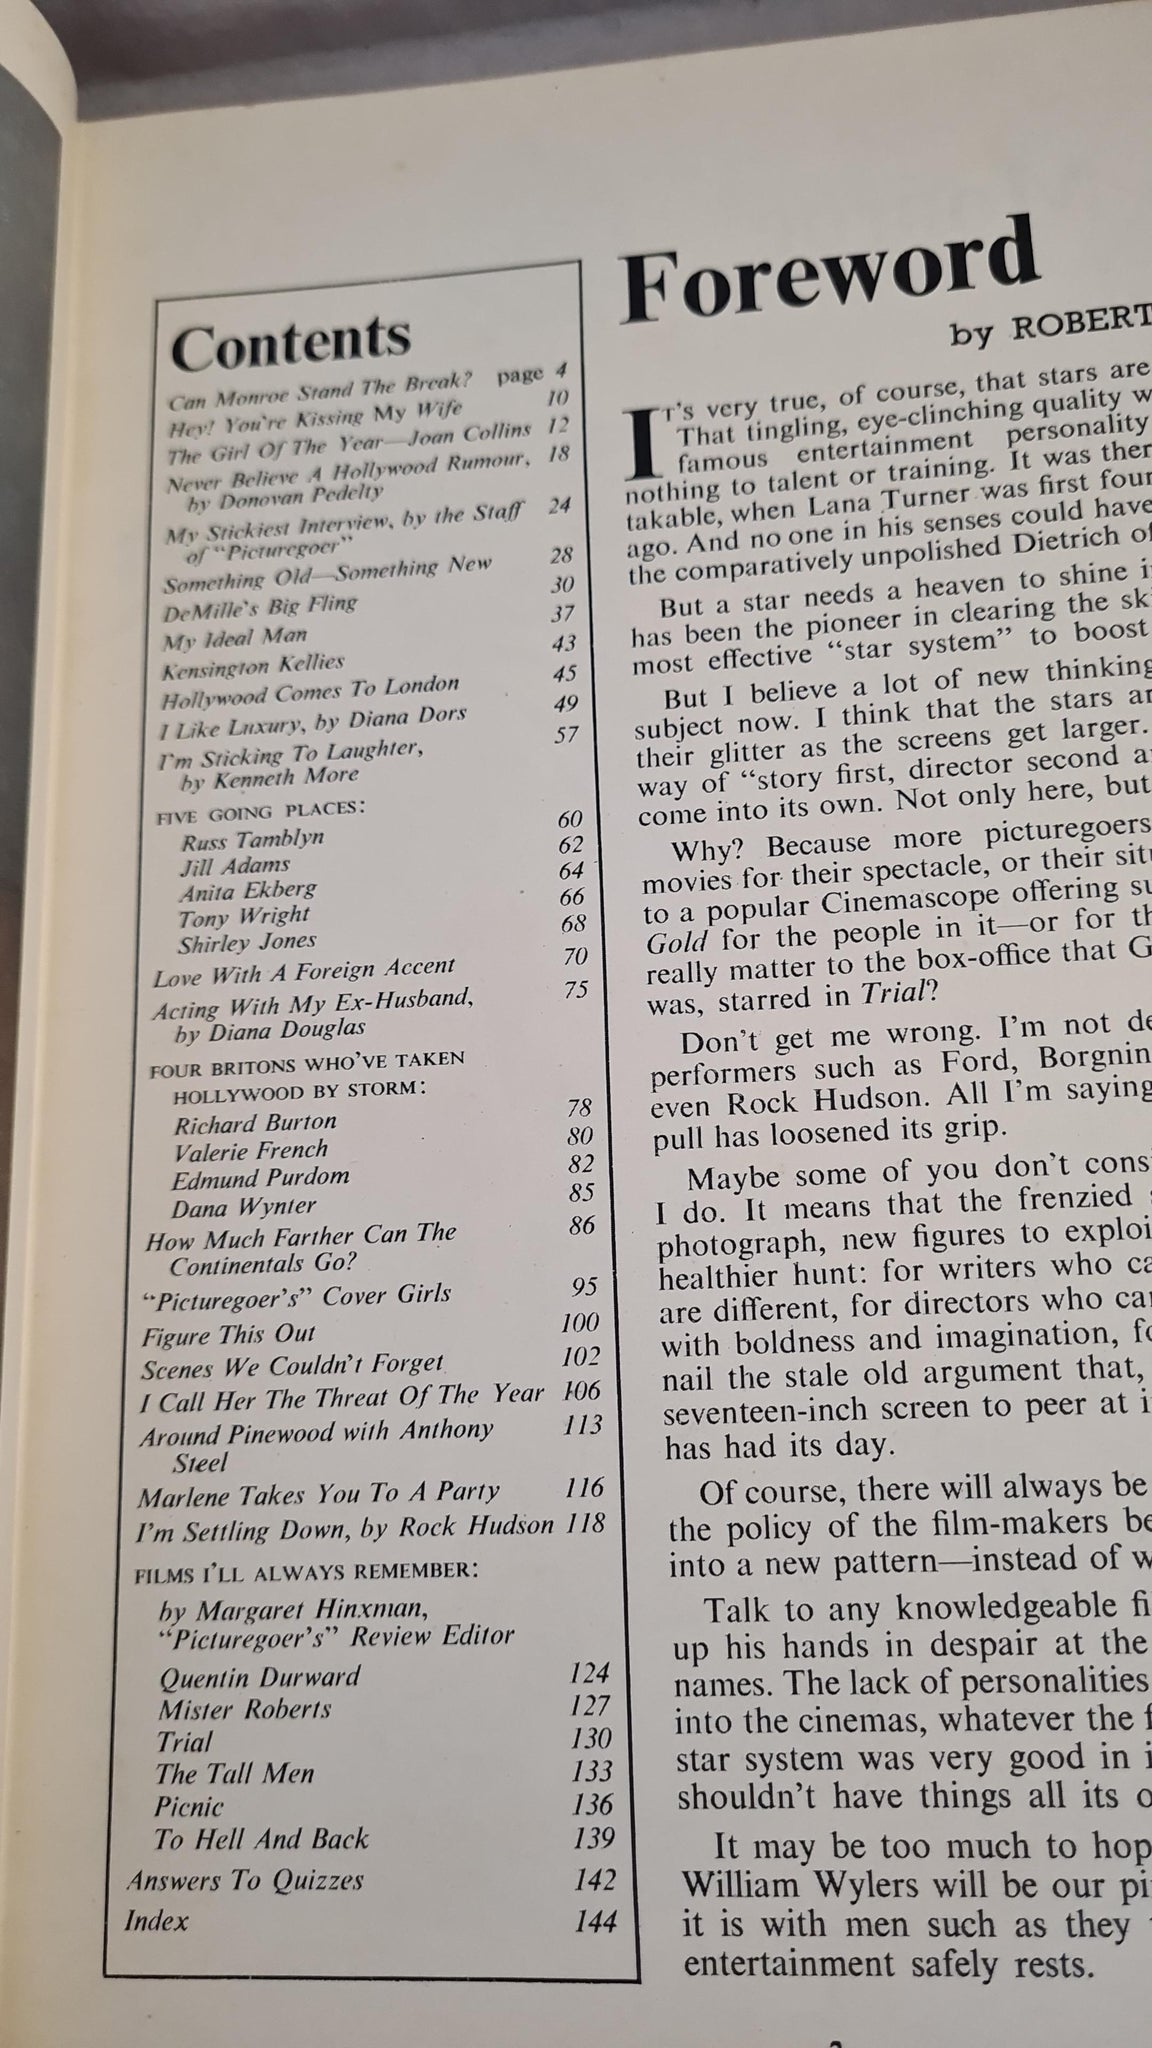 Contents
Can Monroe Stand The Break? page 4
Hey! You're Kissing My Wife 10
The Girl Of The Year—Joan Collins 12
Never Believe A Hollywood Rumour, 18
by Donovan Pedelty
My Stickiest Interview, by the Staff 24
of "Picturegoer"
Something Old—Something New 28
DeMille's Big Fling 30
My Ideal Man 37
Kensington Kellies 43
Hollywood Comes To London 45
I Like Luxury, by Diana Dors 49
I'm Sticking To Laughter, 57
by Kenneth More
FIVE GOING PLACES:
Russ Tamblyn 60
Jill Adams 62
Anita Ekberg 64
Tony Wright 66
Shirley Jones 68
Love With A Foreign Accent 70
Acting With My Ex-Husband, 75
by Diana Douglas
FOUR BRITONS WHO'VE TAKEN
HOLLYWOOD BY STORM:
Richard Burton 78
Valerie French 80
Edmund Purdom 82
Dana Wynter 85
How Much Farther Can The 86
Continentals Go?
"Picturegoer's" Cover Girls 95
Figure This Out 100
Scenes We Couldn't Forget 102
I Call Her The Threat Of The Year 106
Around Pinewood with Anthony 113
Steel
Marlene Takes You To A Party 116
I'm Settling Down, by Rock Hudson 118
FILMS I'LL ALWAYS REMEMBER:
by Margaret Hinxman,
"Picturegoer's" Review Editor
Quentin Durward 124
Mister Roberts 127
Trial 130
The Tall Men 133
Picnic 136
To Hell And Back 139
Answers To Quizzes 142
Index 144
Foreword
by ROBERT
IT'S very true, of course, that stars are
That tingling, eye-clinching quality w
famous entertainment personality
nothing to talent or training. It was ther
takable, when Lana Turner was first four
ago. And no one in his senses could have
the comparatively unpolished Dietrich of
But a star needs a heaven to shine i
has been the pioneer in clearing the sk
most effective "star system" to boost
But I believe a lot of new thinking
subject now. I think that the stars ar
their glitter as the screens get larger.
way of "story first, director second a
come into its own. Not only here, but
Why? Because more picturegoers
movies for their spectacle, or their situ
to a popular Cinemascope offering su
Gold for the people in it—or for th
really matter to the box-office that G
was, starred in Trial?
Don't get me wrong. I'm not de
performers such as Ford, Borgnin
even Rock Hudson. All I'm saying
pull has loosened its grip.
Maybe some of you don't cons
I do. It means that the frenzied
photograph, new figures to exploi
healthier hunt: for writers who ca
are different, for directors who ca
with boldness and imagination, fo
nail the stale old argument that,
seventeen-inch screen to peer at i
has had its day.
Of course, there will always be
the policy of the film-makers be
into a new pattern—instead of w
Talk to any knowledgeable fi
up his hands in despair at the
names. The lack of personalities
into the cinemas, whatever the f
star system was very good in i
shouldn't have things all its o
It may be too much to hop
William Wylers will be our pi
it is with men such as they
entertainment safely rests.